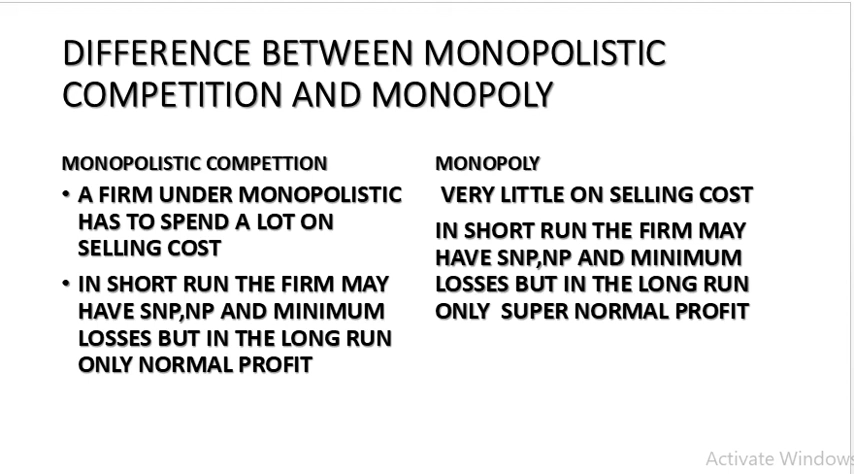 DIFFERENCE BETWEEN MONOPOLISTIC
COMPETITION AND MONOPOLY
MONOPOLISTIC COMPETTION
• A FIRM UNDER MONOPOLISTIC
HAS TO SPEND A LOT ON
SELLING COST
• IN SHORT RUN THE FIRM MAY
HAVE SNP,NP AND MINIMUM
LOSSES BUT IN THE LONG RUN
ONLY NORMAL PROFIT
MONOPOLY
VERY LITTLE ON SELLING COST
IN SHORT RUN THE FIRM MAY
HAVE SNP,NP AND MINIMUM
LOSSES BUT IN THE LONG RUN
ONLY SUPER NORMAL PROFIT
Activate Windows